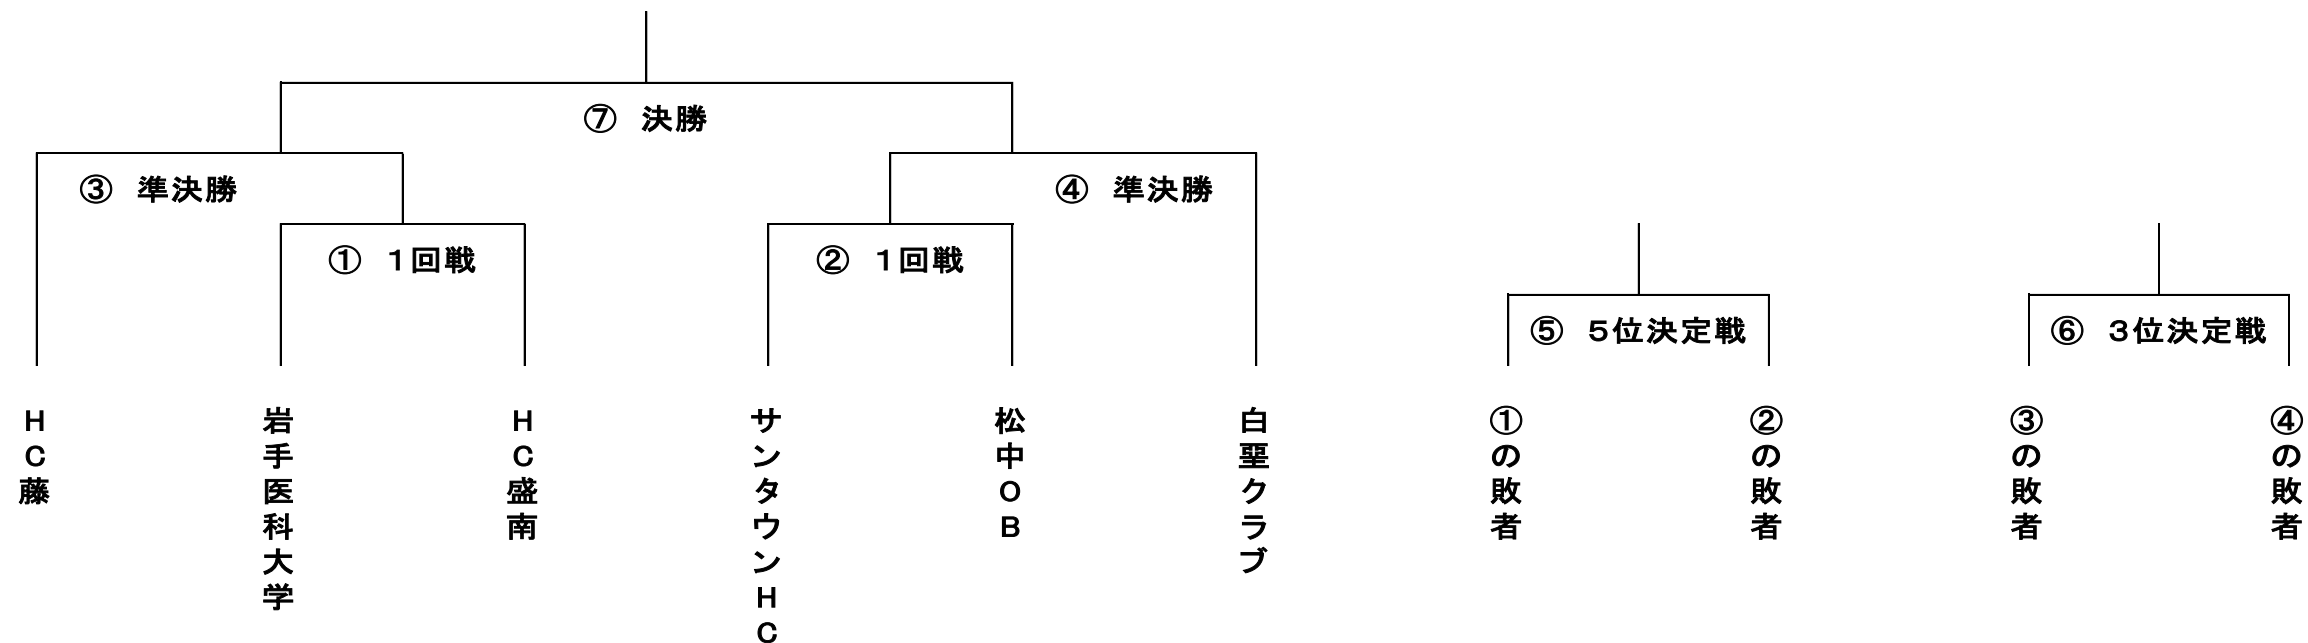 ⑦ 決勝
③ 準決勝
④ 準決勝
① 1回戦
② 1回戦
⑤ 5位決定戦
⑥ 3位決定戦
HC藤
岩手医科大学
HC盛南
サンタウンHC
松中OB
白堊クラブ
①の敗者
②の敗者
③の敗者
④の敗者